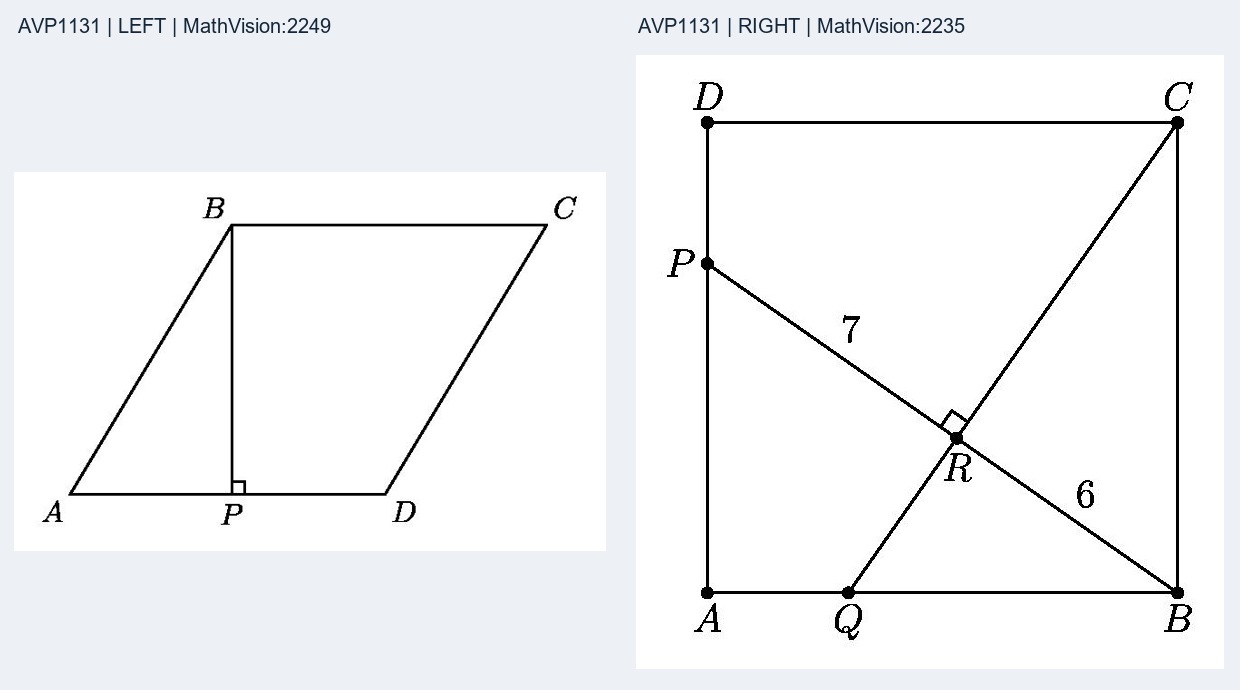 AVP1131 | LEFT | MathVision:2249
B C
A P D
AVP1131 | RIGHT | MathVision:2235
D C
P
7
R
6
A Q B